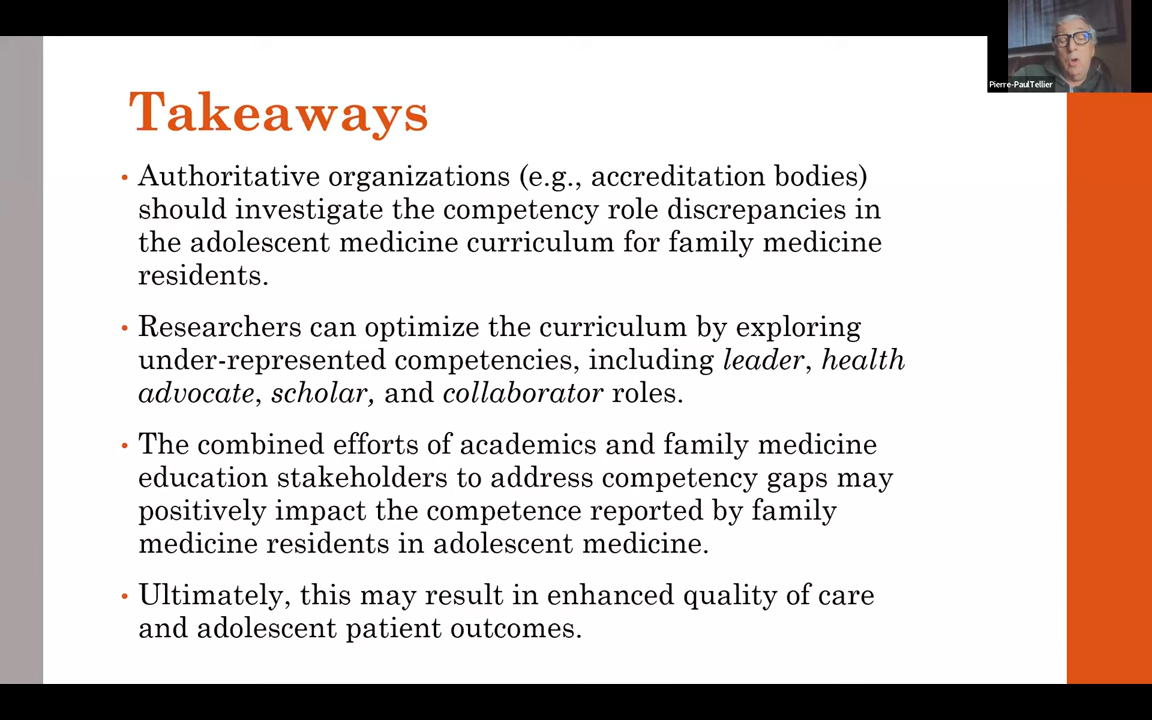 Pierre-PaulTellier
Takeaways
• Authoritative organizations (e.g., accreditation bodies)
should investigate the competency role discrepancies in
the adolescent medicine curriculum for family medicine
residents.
• Researchers can optimize the curriculum by exploring
under-represented competencies, including leader, health
advocate, scholar, and collaborator roles.
• The combined efforts of academics and family medicine
education stakeholders to address competency gaps may
positively impact the competence reported by family
medicine residents in adolescent medicine.
• Ultimately, this may result in enhanced quality of care
and adolescent patient outcomes.